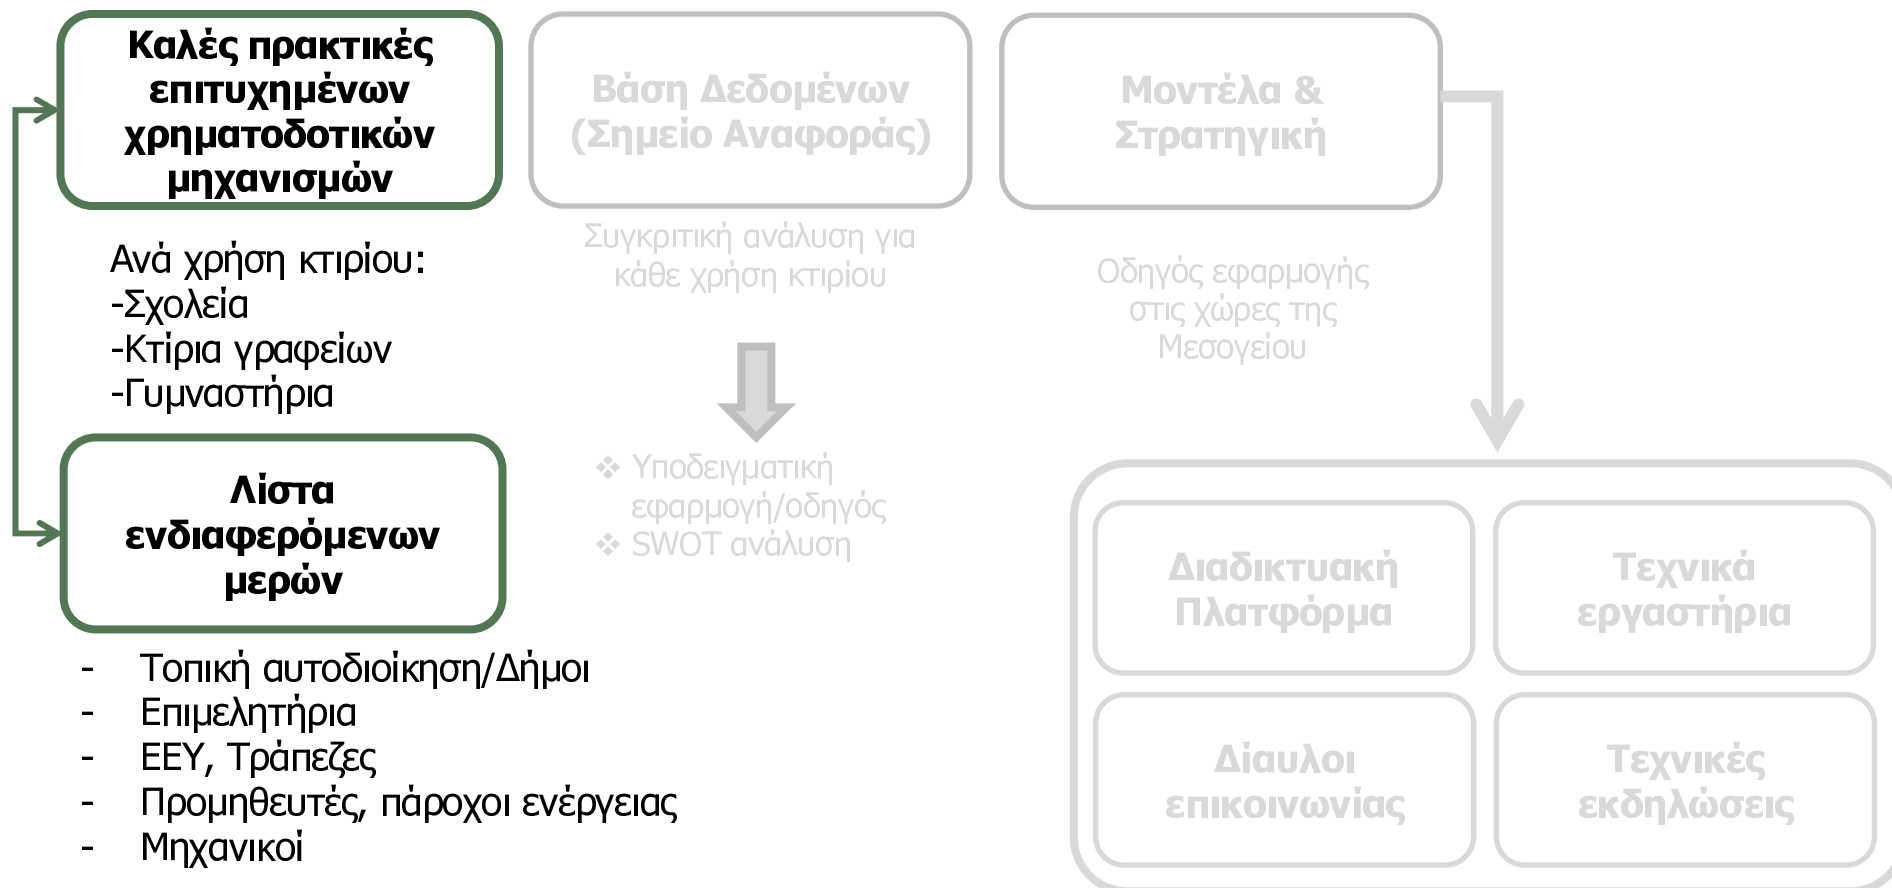 Καλές πρακτικές
επιτυχημένων
χρηματοδοτικών
μηχανισμών
Ανά χρήση κτιρίου:
-Σχολεία
-Κτίρια γραφείων
-Γυμναστήρια
Λίστα
ενδιαφερόμενων
μερών
- Τοπική αυτοδιοίκηση/Δήμοι
- Επιμελητήρια
- ΕΕΥ, Τράπεζες
- Προμηθευτές, πάροχοι ενέργειας
- Μηχανικοί
Βάση Δεδομένων
(Σημείο Αναφοράς)
Συγκριτική ανάλυση για
κάθε χρήση κτιρίου
❖ Υποδειγματική
εφαρμογή/οδηγός
❖ SWOT ανάλυση
Μοντέλα &
Στρατηγική
Οδηγός εφαρμογής
στις χώρες της
Μεσογείου
Διαδικτυακή
Πλατφόρμα
Τεχνικά
εργαστήρια
Δίαυλοι
επικοινωνίας
Τεχνικές
εκδηλώσεις